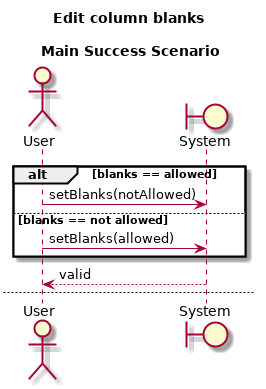 Edit column blanks
Main Success Scenario
User
System
alt [blanks == allowed]
setBlanks(notAllowed)
[blanks == not allowed]
setBlanks(allowed)
valid
User
System